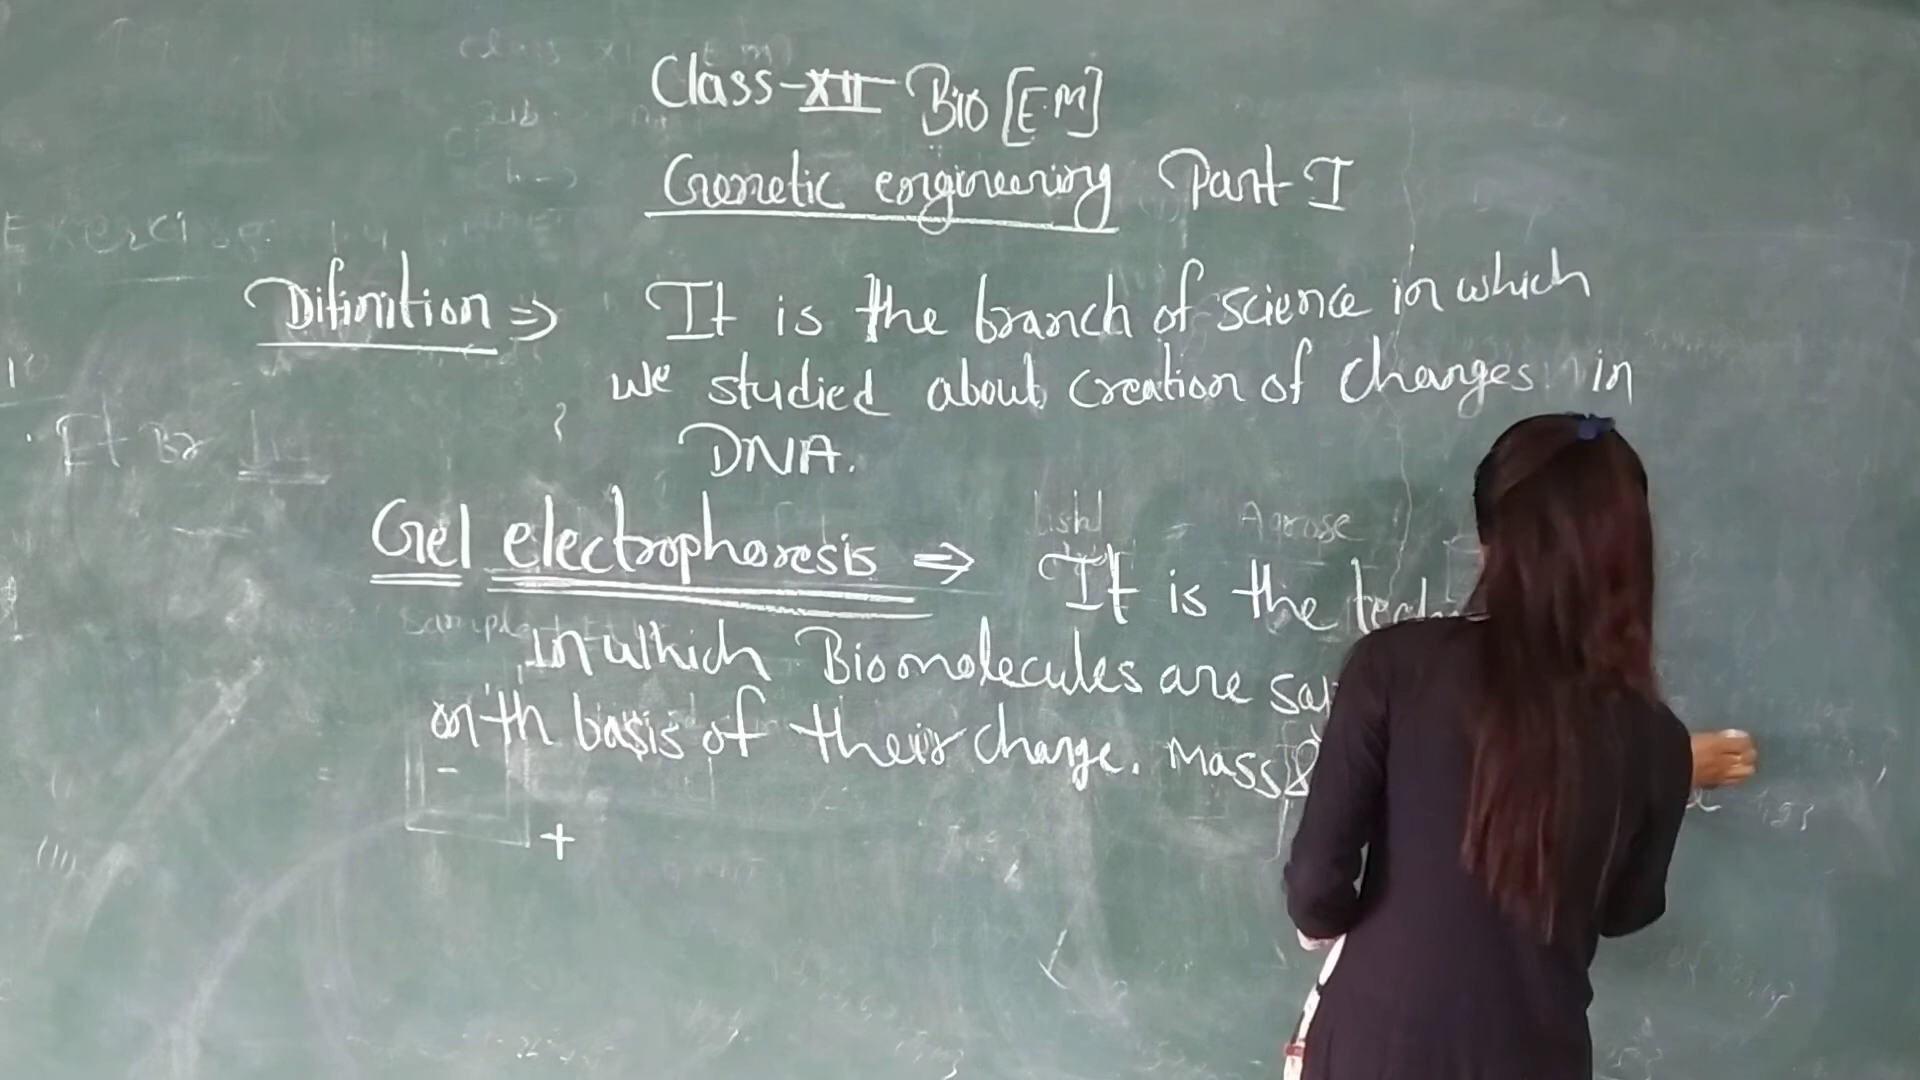 Class-XII Bio [E.M]
Genetic engineering Part I
Difinition => It is the branch of science in which
we studied about creation of changes in
DNA.
Gel electrophoresis => It is the
in which Biomolecules are
on th basis of their charge. Mass &
- 
+